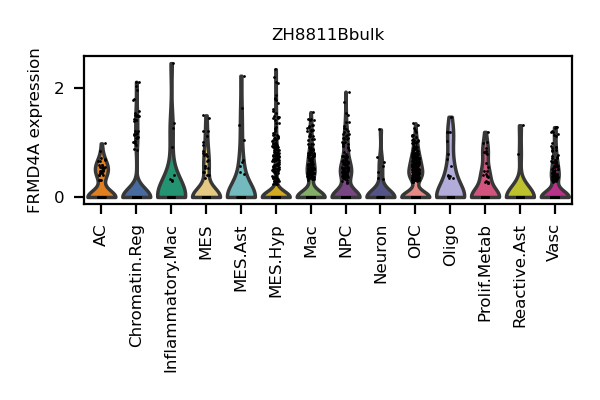 ZH8811Bbulk
FRMD4A expression
2
0
AC
Chromatin.Reg
Inflammatory.Mac
MES
MES.Ast
MES.Hyp
Mac
NPC
Neuron
OPC
Oligo
Prolif.Metab
Reactive.Ast
Vasc